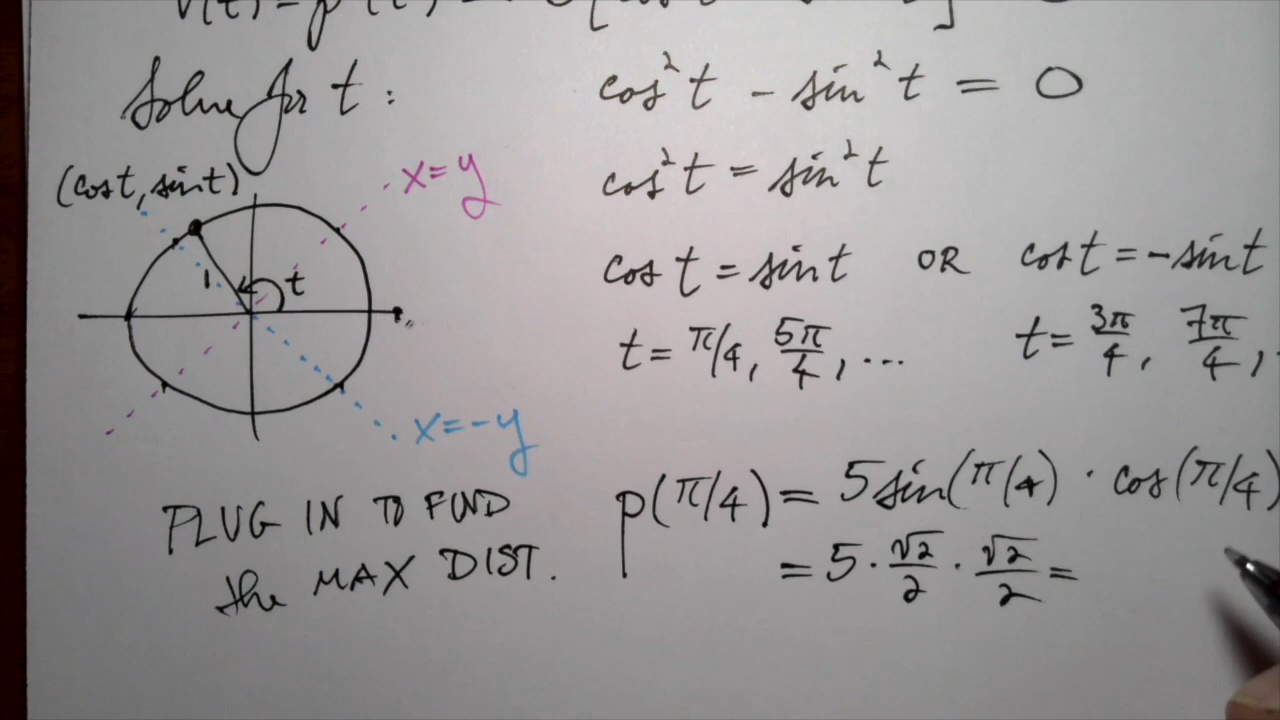 Solve for t :
cos²t - sin²t = 0
(cost, sint)
x=y
1
t
x=-y
cos²t = sin²t
cos t = sin t OR cos t = -sin t
t = π/4, 5π/4, ... t = 3π/4, 7π/4,
PLUG IN TO FIND
the MAX DIST.
p(π/4) = 5 sin(π/4) · cos(π/4)
= 5 · √2/2 · √2/2 =